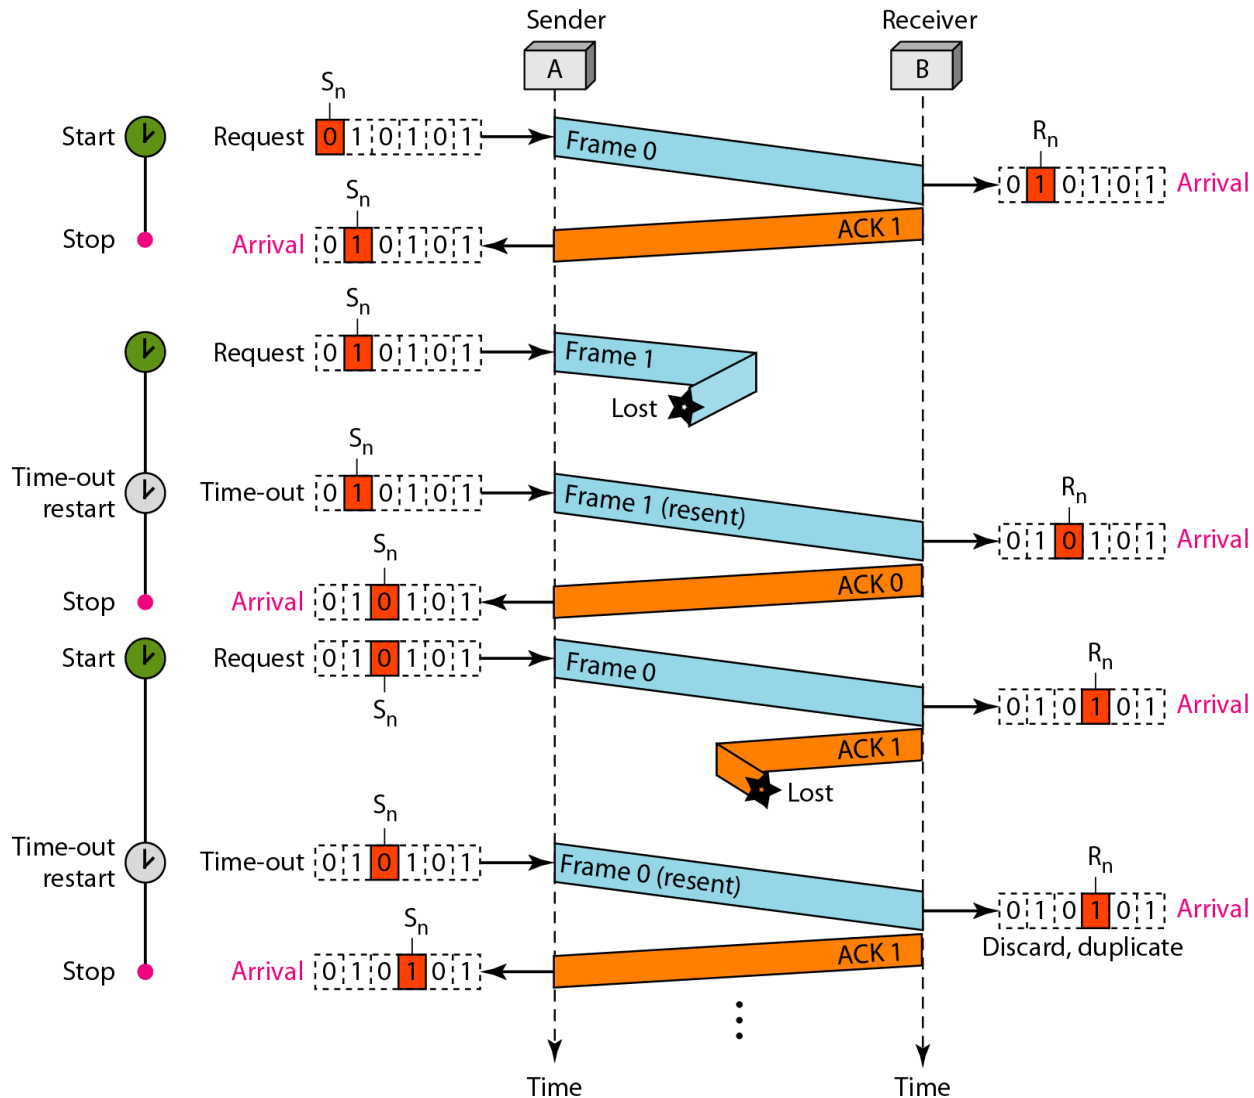 Sender
Receiver
A
B
Sn
Start
Request
0 1 0 1 0 1
Frame 0
Rn
0 1 0 1 0 1
Arrival
Sn
Stop
Arrival
0 1 0 1 0 1
ACK 1
Sn
Request
0 1 0 1 0 1
Frame 1
Lost
Sn
Time-out
restart
Time-out
0 1 0 1 0 1
Frame 1 (resent)
Rn
0 1 0 1 0 1
Arrival
Sn
Stop
Arrival
0 1 0 1 0 1
ACK 0
Start
Request
0 1 0 1 0 1
Sn
Frame 0
Rn
0 1 0 1 0 1
Arrival
ACK 1
Lost
Sn
Time-out
restart
Time-out
0 1 0 1 0 1
Frame 0 (resent)
Rn
0 1 0 1 0 1
Arrival
Discard, duplicate
Sn
Stop
Arrival
0 1 0 1 0 1
ACK 1
Time
Time